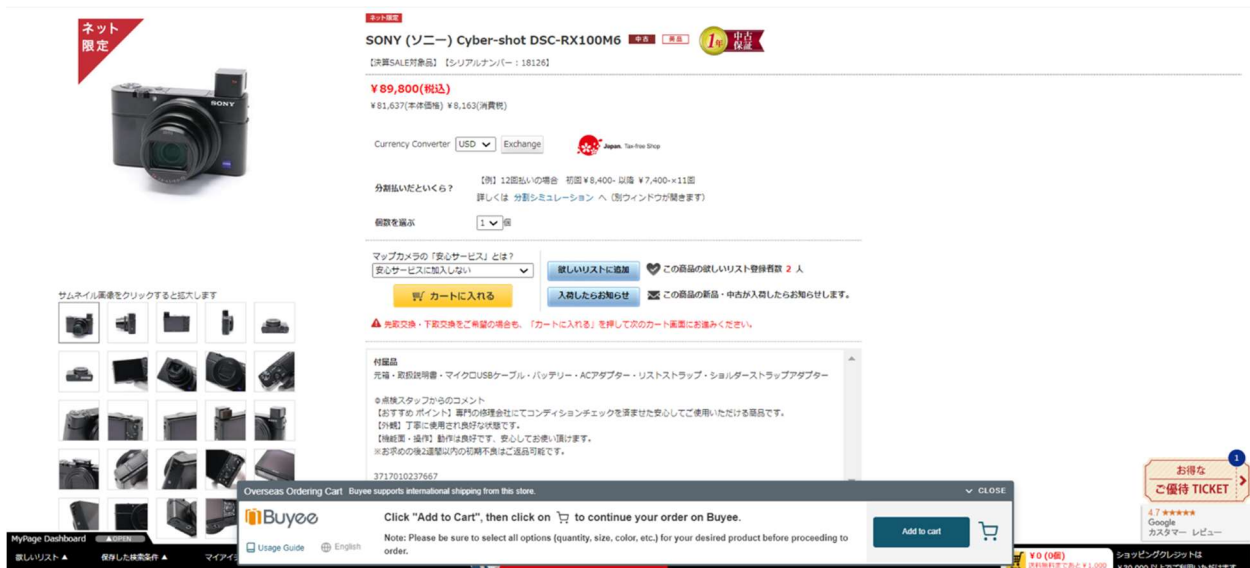 ネット
限定
SONY
ネット限定
SONY (ソニー) Cyber-shot DSC-RX100M6 中古 美品 1年 中古保証
【決算SALE対象品】【シリアルナンバー：18126】
¥89,800(税込)
¥81,637(本体価格) ¥8,163(消費税)
Currency Converter USD Exchange Japan. Tax-free Shop
分割払いだといくら？
【例】12回払いの場合 初回¥8,400- 以降 ¥7,400-×11回
詳しくは 分割シミュレーション へ（別ウィンドウが開きます）
個数を選ぶ 1 個
マップカメラの「安心サービス」とは？
安心サービスに加入しない
欲しいリストに追加 この商品の欲しいリスト登録者数 2 人
カートに入れる
入荷したらお知らせ この商品の新品・中古が入荷したらお知らせします。
先取交換・下取交換をご希望の場合も、「カートに入れる」を押して次のカート画面にお進みください。
サムネイル画像をクリックすると拡大します
付属品
元箱・取扱説明書・マイクロUSBケーブル・バッテリー・ACアダプター・リストストラップ・ショルダーストラップアダプター
点検スタッフからのコメント
【おすすめ ポイント】専門の修理会社にてコンディションチェックを済ませた安心してご使用いただける商品です。
【外観】丁寧に使用され良好な状態です。
【機能面・操作】動作は良好です、安心してお使い頂けます。
※お求めの後2週間以内の初期不良はご返品可能です。
3717010237667
Overseas Ordering Cart Buyee supports international shipping from this store. CLOSE
Buyee
Usage Guide English
Click "Add to Cart", then click on to continue your order on Buyee.
Note: Please be sure to select all options (quantity, size, color, etc.) for your desired product before proceeding to
order.
Add to cart
1
お得な
ご優待 TICKET
4.7 ★★★★★
Google
カスタマー レビュー
MyPage Dashboard ▲OPEN
欲しいリスト ▲ 保存した検索条件 ▲
¥0 (0個)
送料無料まであと¥1,000
ショッピングクレジットは
¥30,000 以上でご利用いただけます